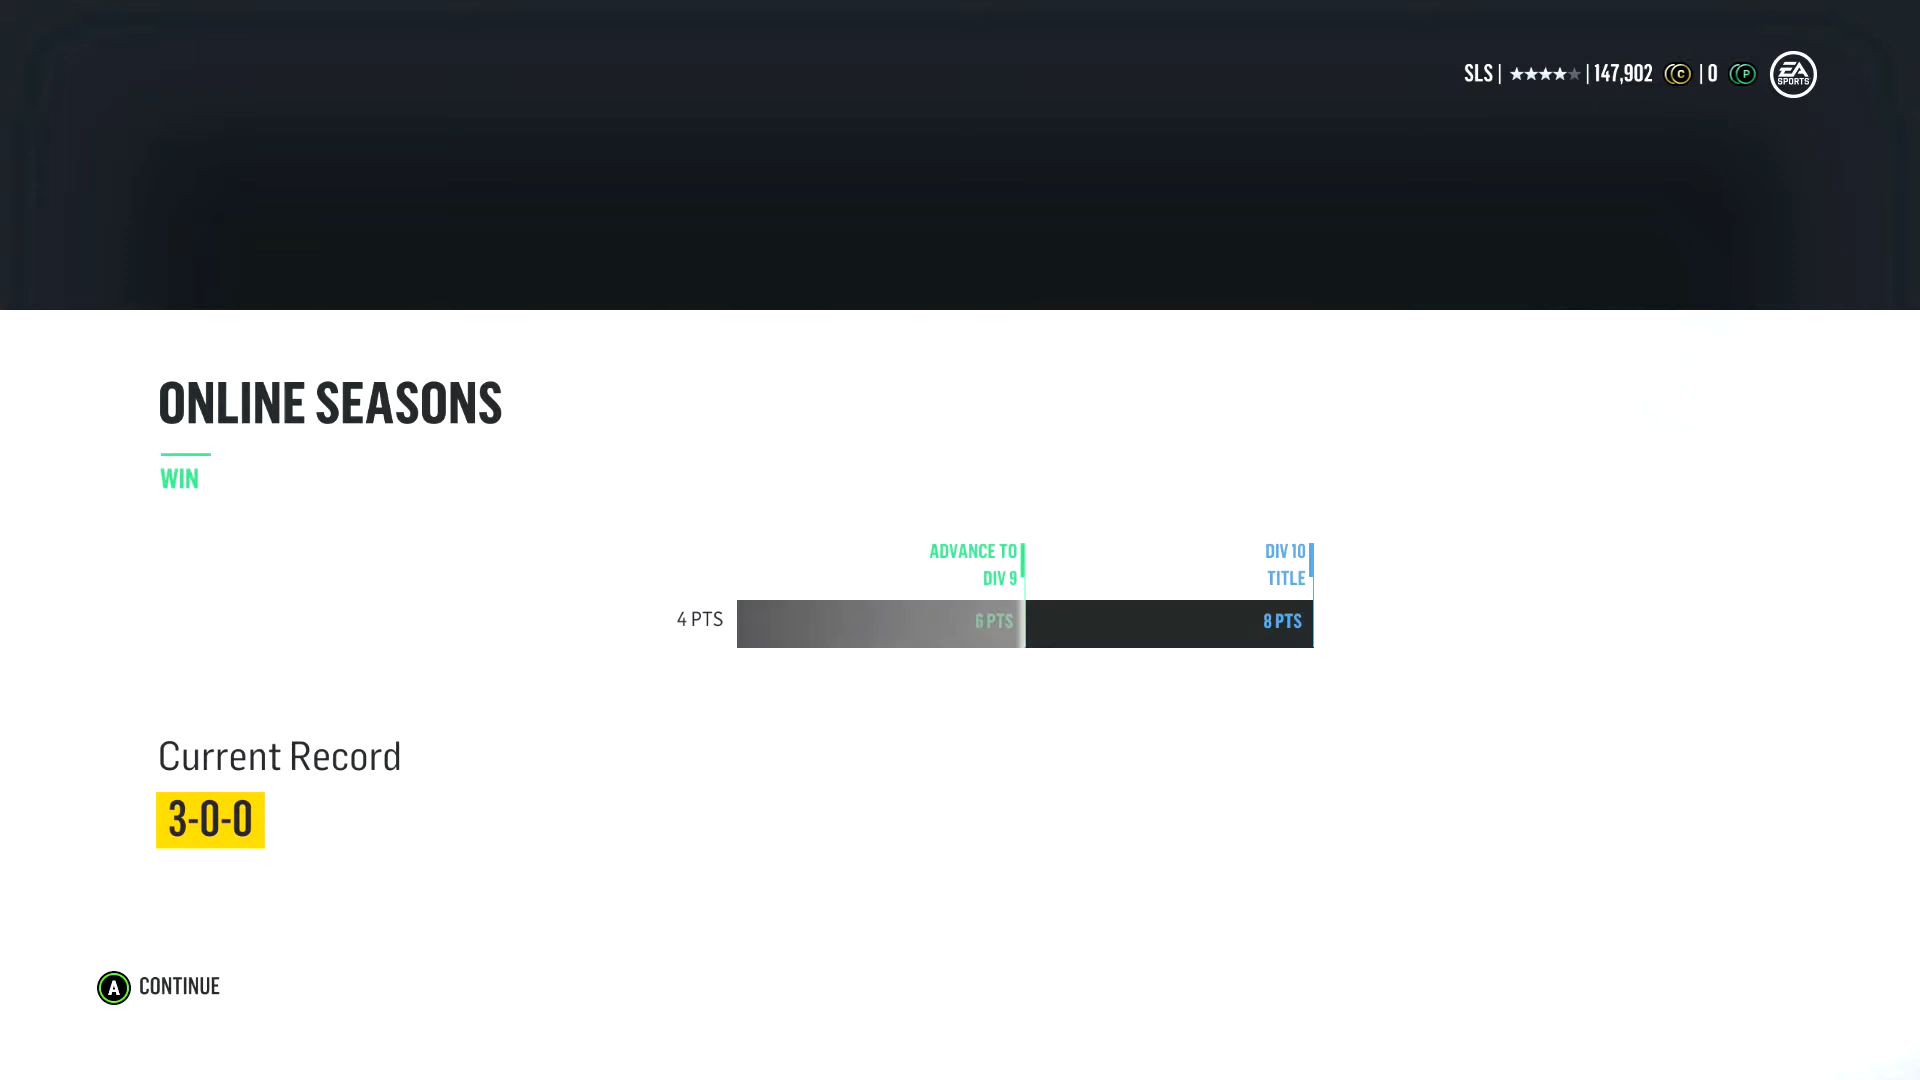 SLS | ★★★★★ | 147,902 C | 0 P EA SPORTS
ONLINE SEASONS
WIN
ADVANCE TO
DIV 9
DIV 10
TITLE
4 PTS
6 PTS
8 PTS
Current Record
3-0-0
A CONTINUE